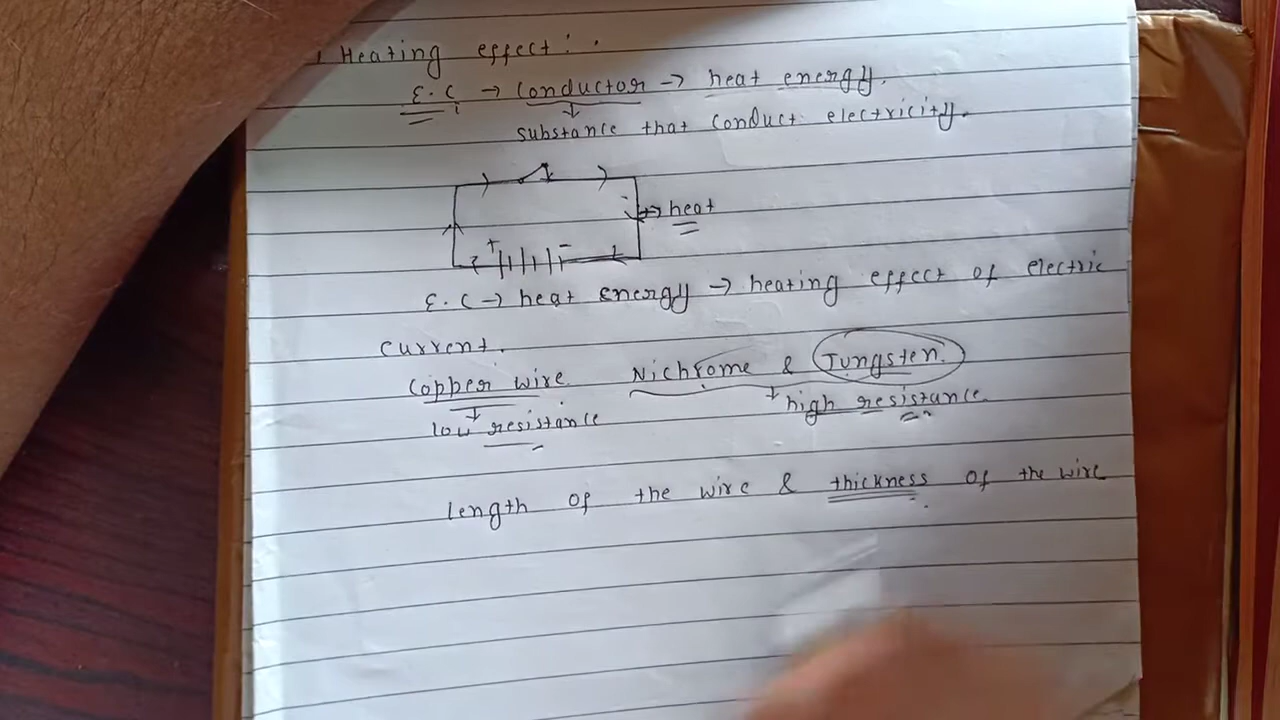 Heating effect:
E.C → Conductor → heat energy.
substance that conduct electricity.
+ -
→ heat
E.C → heat energy → heating effect of electric
current.
Copper wire Nichrome & Tungsten.
low resistance high resistance
length of the wire & thickness of the wire